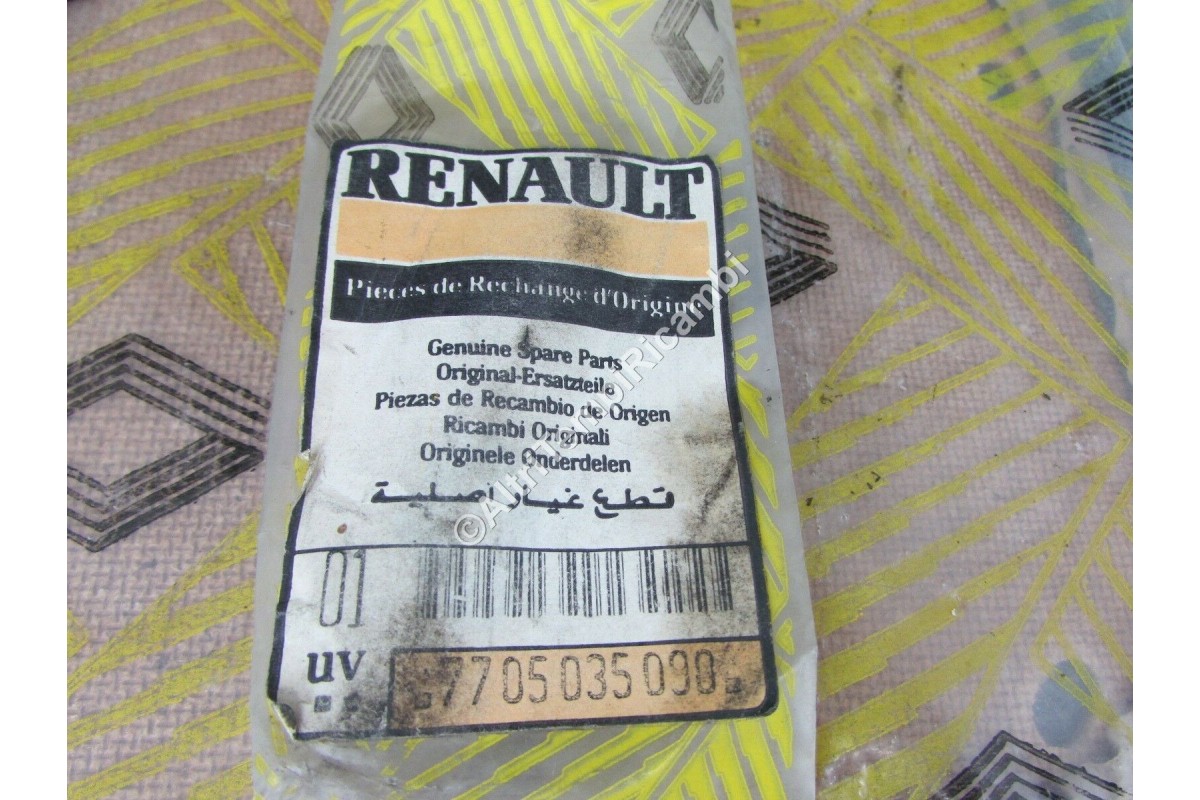 RENAULT
Pieces de Rechange d'Origine
Genuine Spare Parts
Original-Ersatzteile
Piezas de Recambio de Origen
Ricambi Originali
Originele Onderdelen
قطع غيار أصلية
01
uv
7705035090
©AltriTempiRicambi